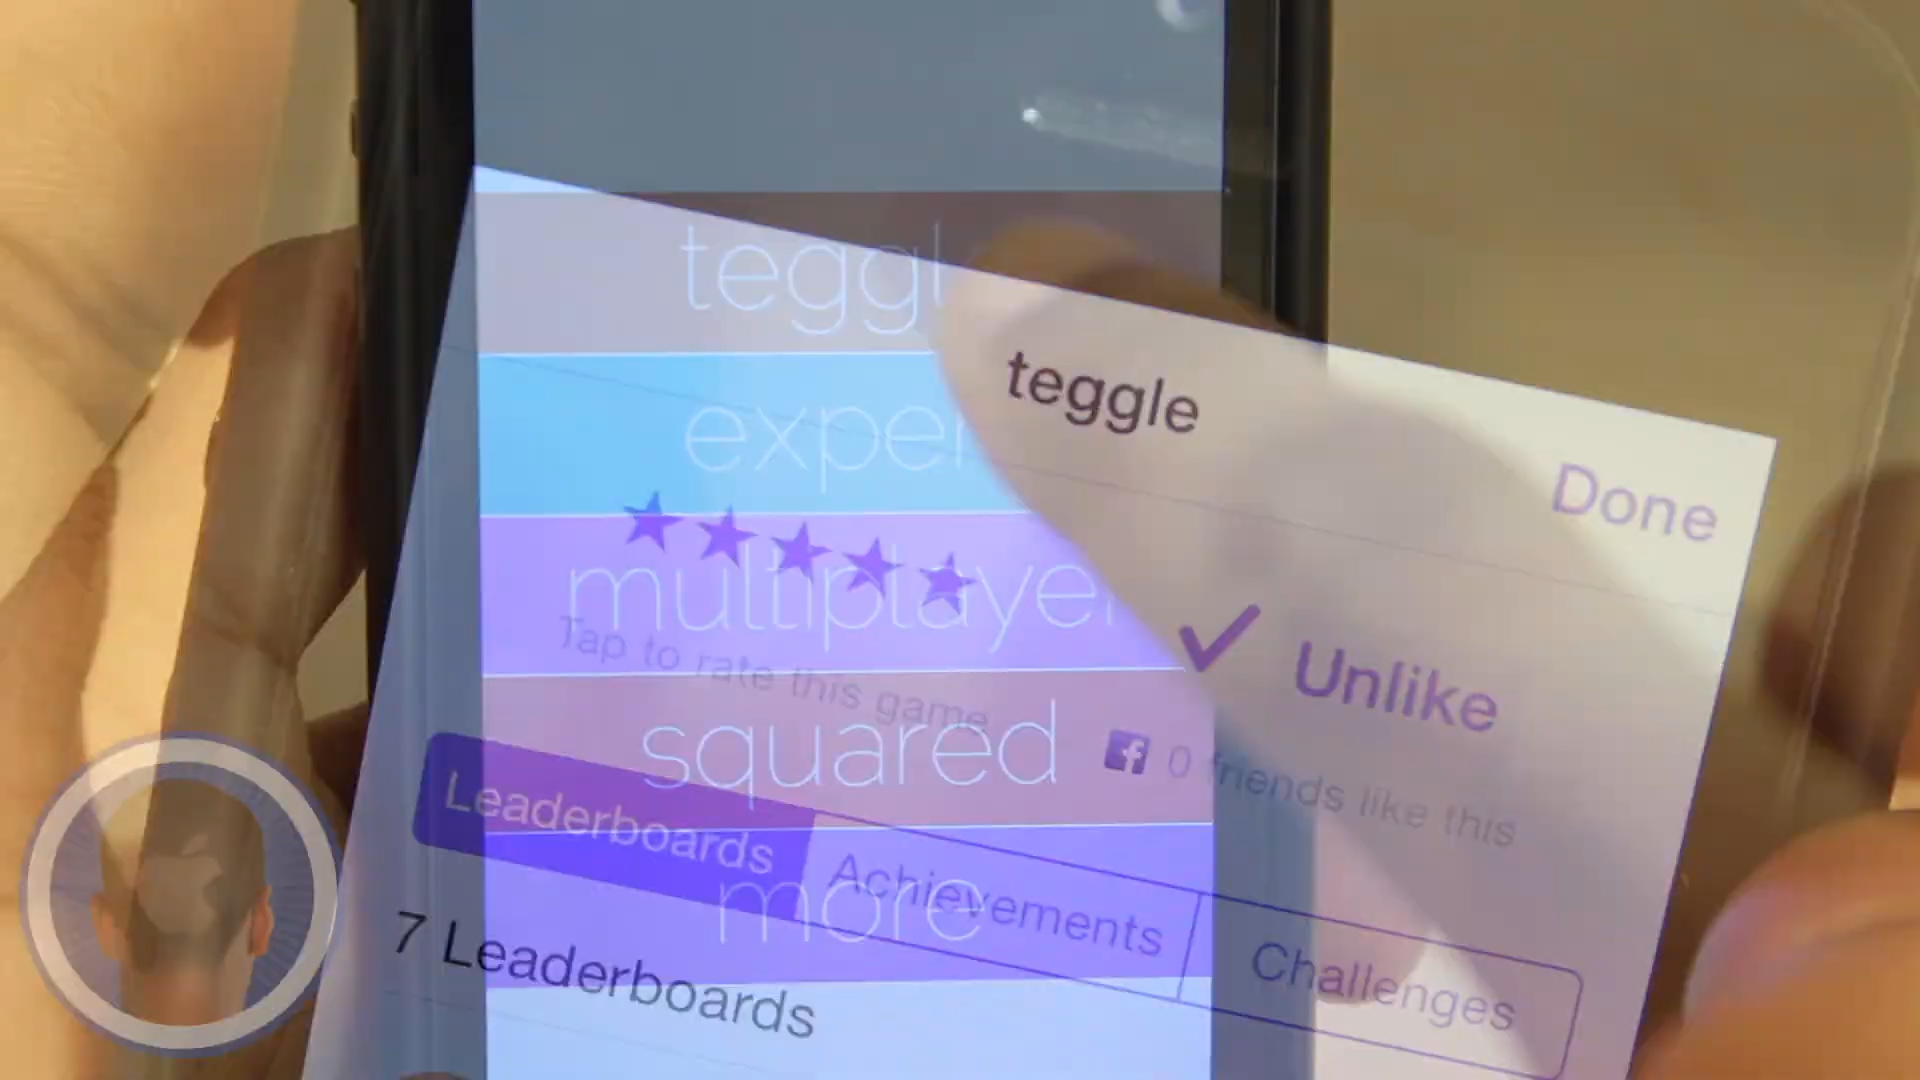 teggl
exper
multiplayer
squared
more
teggle
Done
Tap to rate this game
Unlike
0 friends like this
Leaderboards
Achievements
Challenges
7 Leaderboards